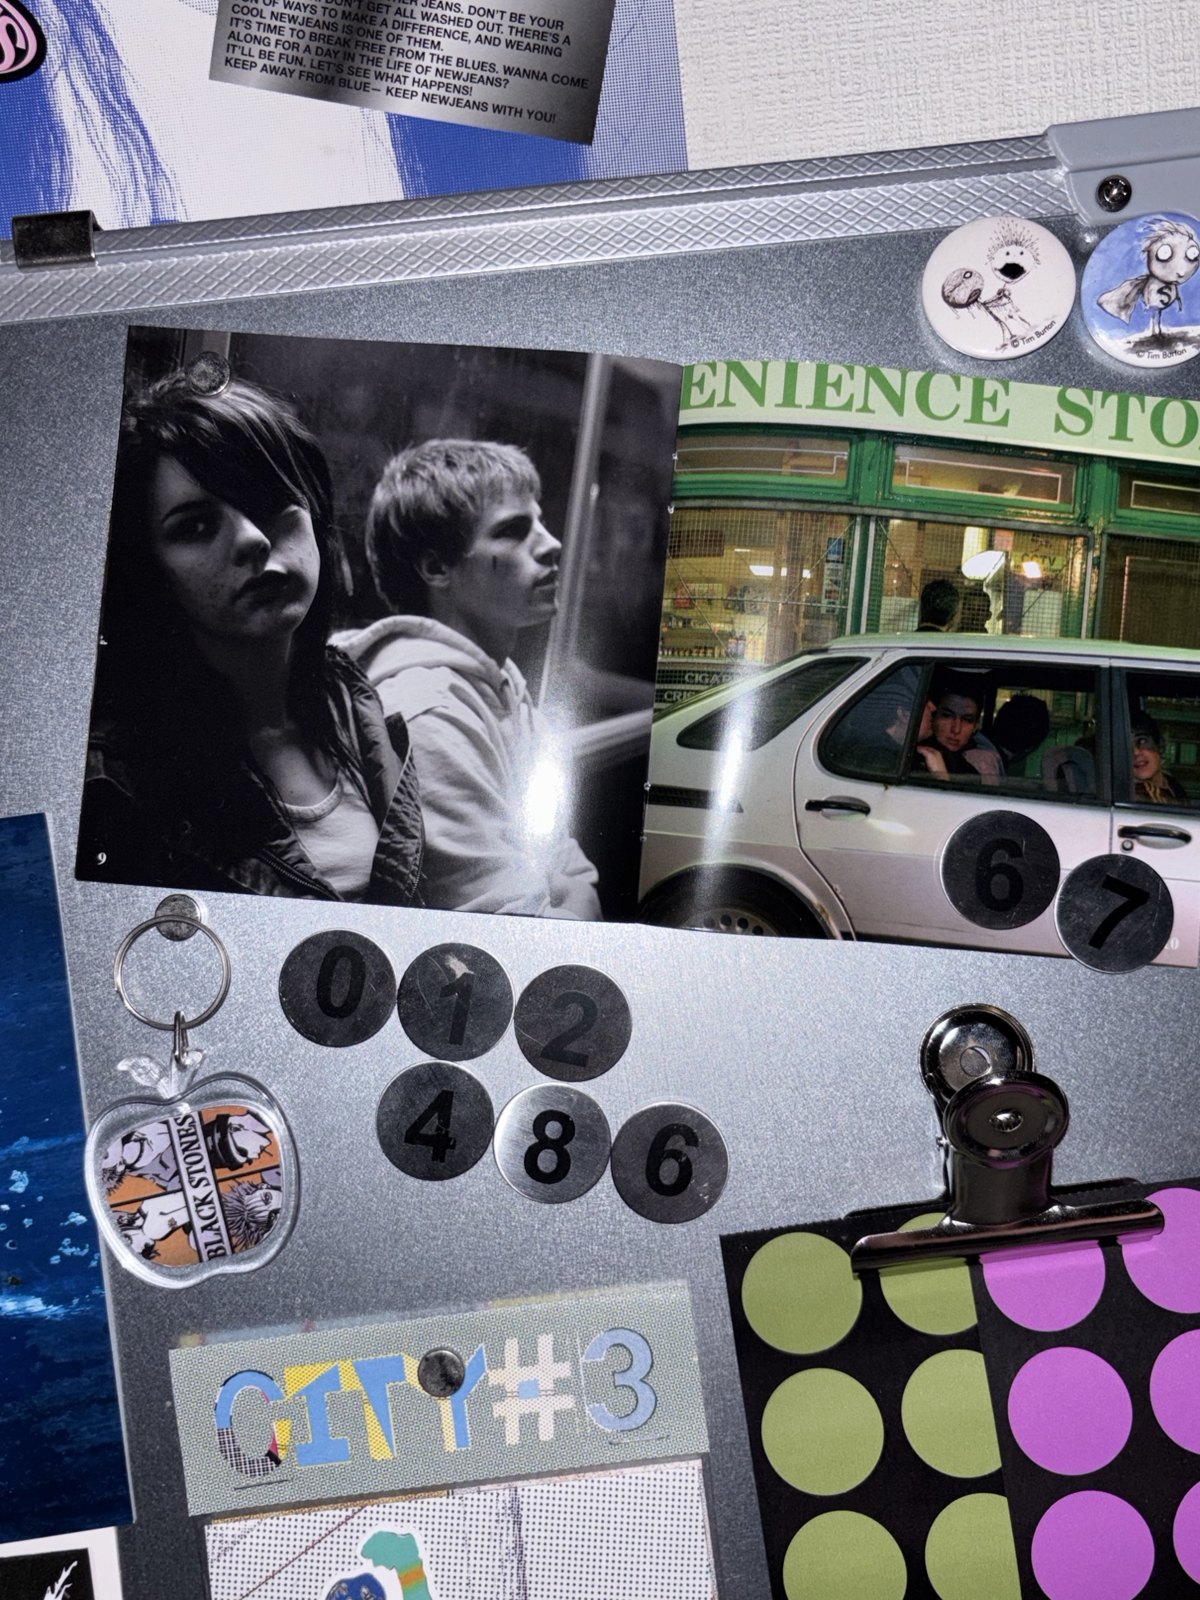 HER JEANS. DON'T BE YOUR
DON'T GET ALL WASHED OUT. THERE'S A
OF WAYS TO MAKE A DIFFERENCE, AND WEARING
COOL NEWJEANS IS ONE OF THEM.
IT'S TIME TO BREAK FREE FROM THE BLUES. WANNA COME
ALONG FOR A DAY IN THE LIFE OF NEWJEANS?
IT'LL BE FUN. LET'S SEE WHAT HAPPENS!
KEEP AWAY FROM BLUE— KEEP NEWJEANS WITH YOU!
© Tim Burton
S
© Tim Burton
ENIENCE STO
CIGAR
CRIS
9
6
7
0
1
2
4
8
6
BLACK STONES
CITY#3